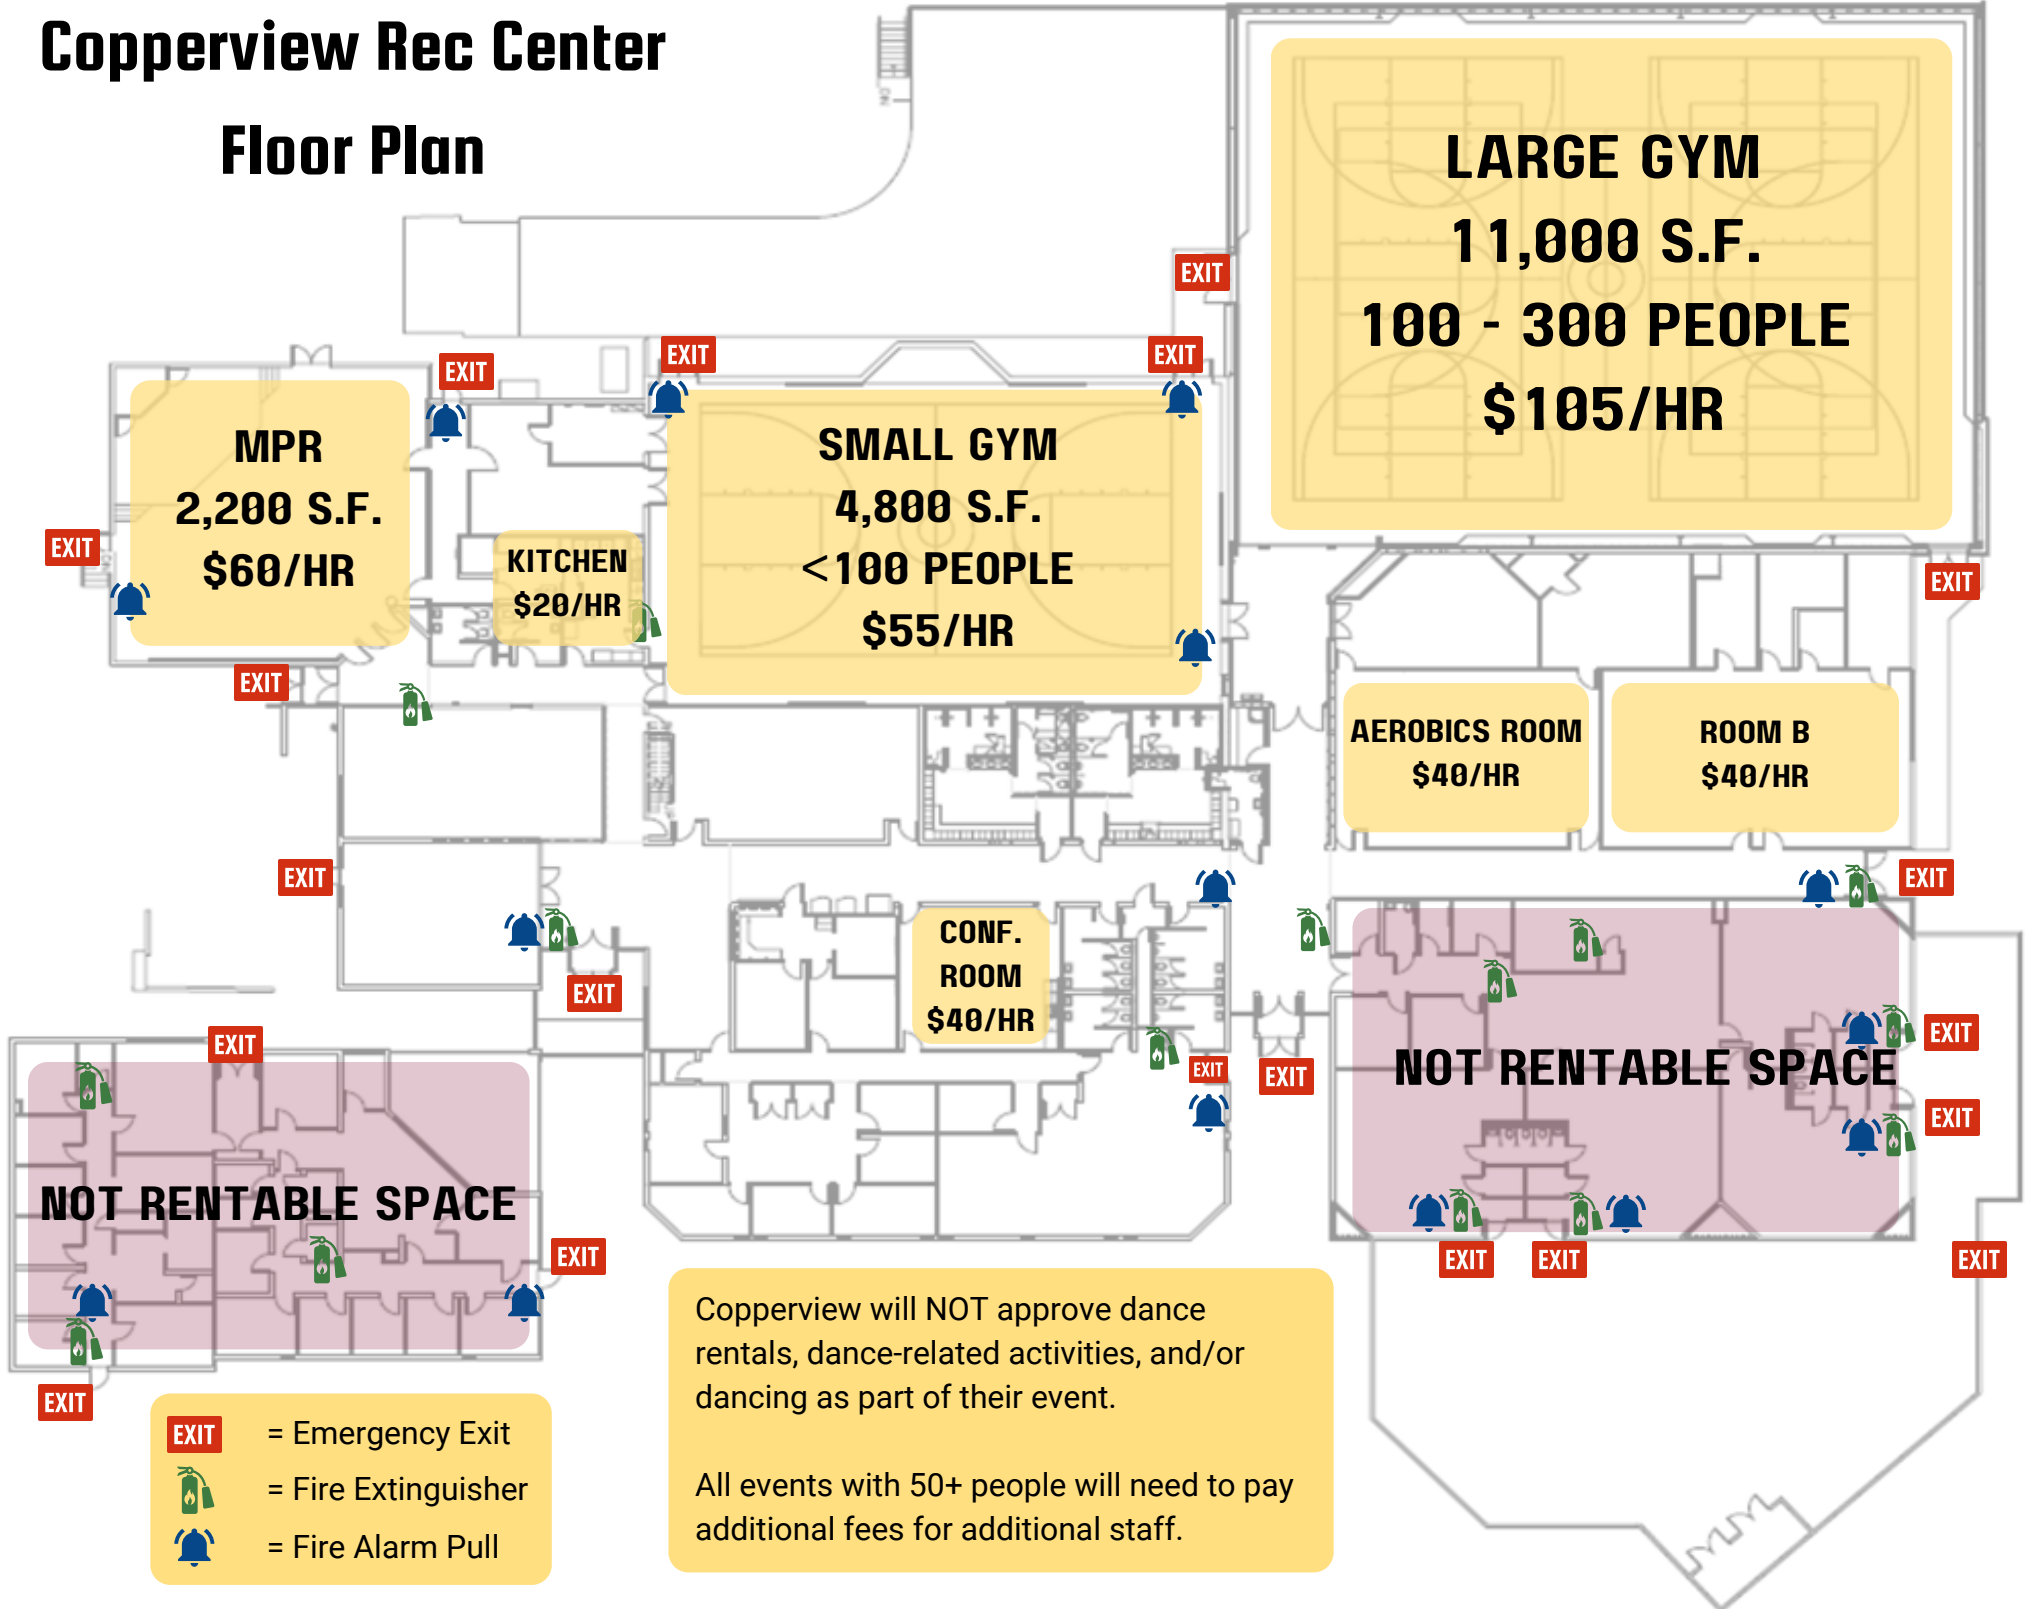 Copperview Rec Center
Floor Plan
DN
LARGE GYM
11,000 S.F.
100 - 300 PEOPLE
$105/HR
EXIT
EXIT
EXIT
EXIT
MPR
2,200 S.F.
$60/HR
SMALL GYM
4,800 S.F.
<100 PEOPLE
$55/HR
EXIT
KITCHEN
$20/HR
EXIT
EXIT
AEROBICS ROOM
$40/HR
ROOM B
$40/HR
EXIT
EXIT
CONF.
ROOM
$40/HR
EXIT
EXIT
EXIT
EXIT
EXIT
NOT RENTABLE SPACE
EXIT
EXIT
NOT RENTABLE SPACE
EXIT
EXIT
EXIT
EXIT
EXIT
EXIT = Emergency Exit
= Fire Extinguisher
= Fire Alarm Pull
Copperview will NOT approve dance
rentals, dance-related activities, and/or
dancing as part of their event.
All events with 50+ people will need to pay
additional fees for additional staff.